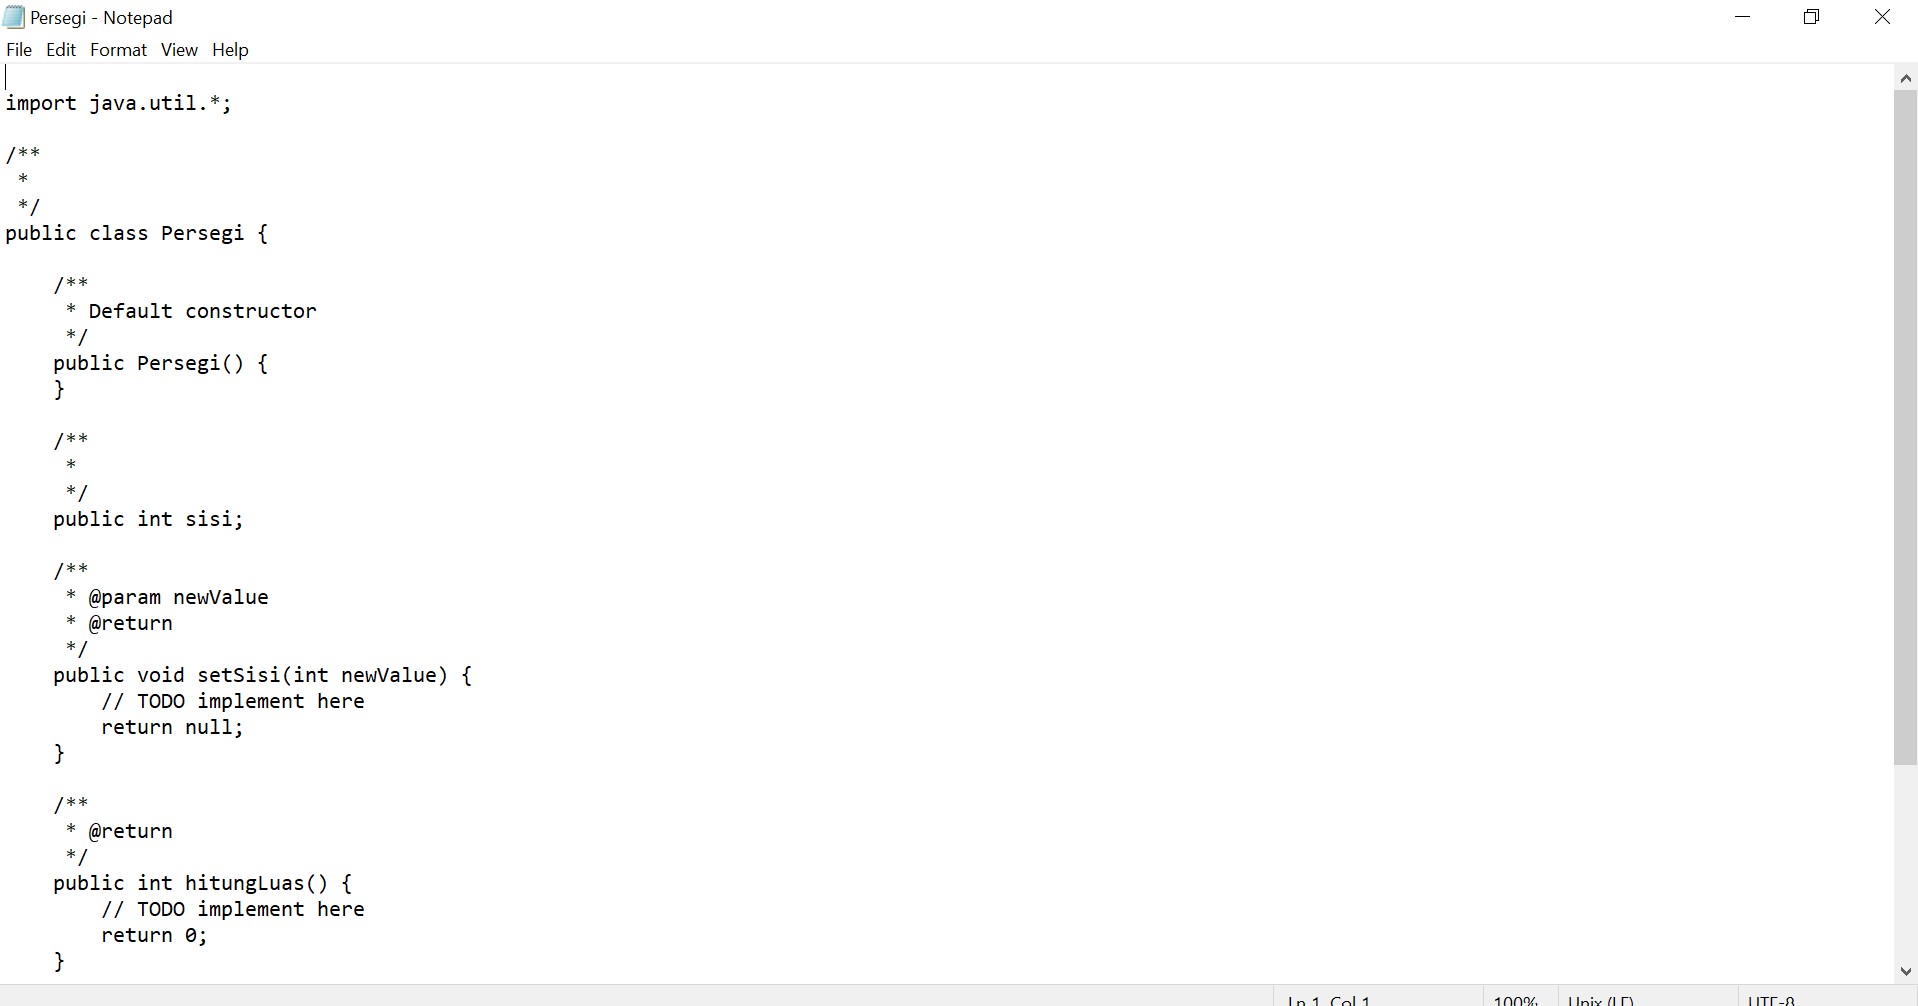 Persegi - Notepad
File Edit Format View Help
import java.util.*;
/**
 *
 */
public class Persegi {
    /**
     * Default constructor
     */
    public Persegi() {
    }
    /**
     *
     */
    public int sisi;
    /**
     * @param newValue
     * @return
     */
    public void setSisi(int newValue) {
        // TODO implement here
        return null;
    }
    /**
     * @return
     */
    public int hitungLuas() {
        // TODO implement here
        return 0;
    }
Ln 1, Col 1 100% Unix (LF) UTF-8